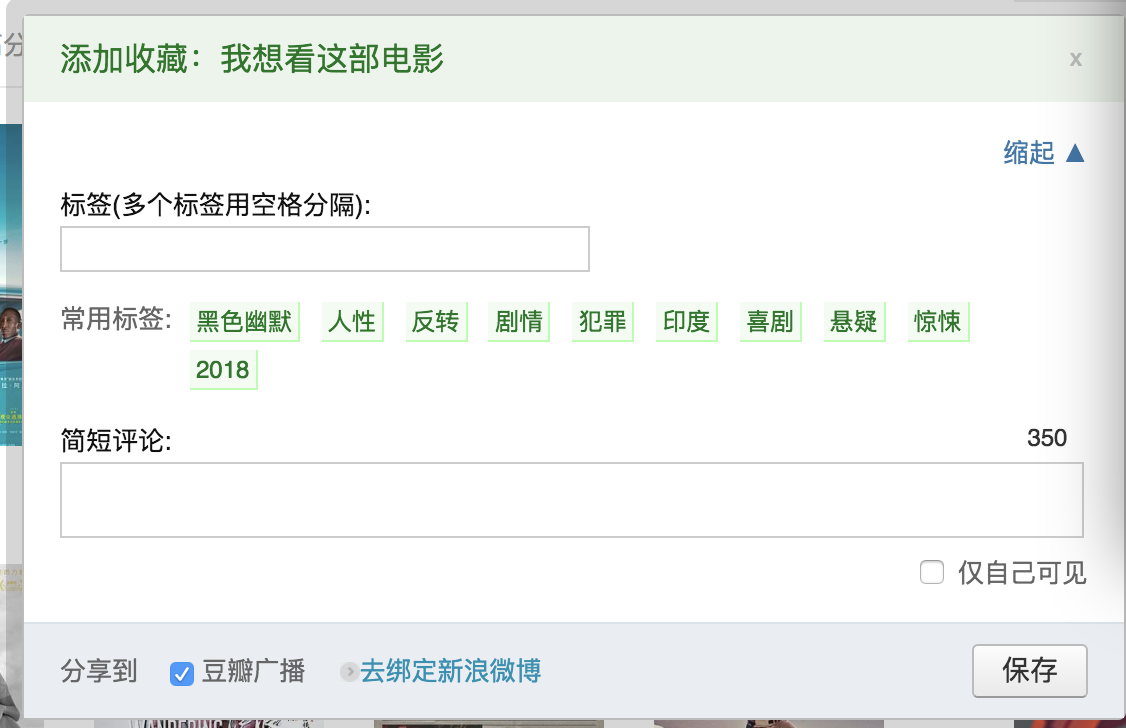 添加收藏：我想看这部电影
x
缩起 ▲
标签(多个标签用空格分隔):
常用标签: 黑色幽默 人性 反转 剧情 犯罪 印度 喜剧 悬疑 惊悚
2018
简短评论: 350
仅自己可见
分享到 豆瓣广播 去绑定新浪微博 保存